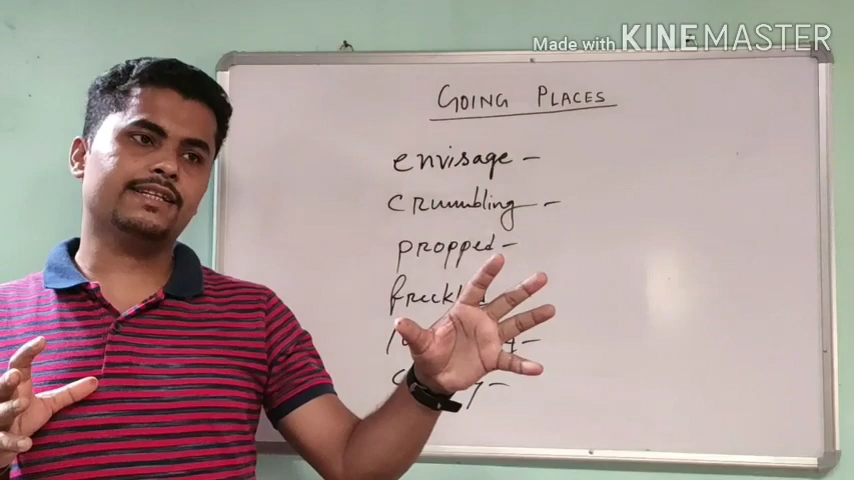 Made with KINEMASTER
GOING PLACES
envisage -
crumbling -
propped -